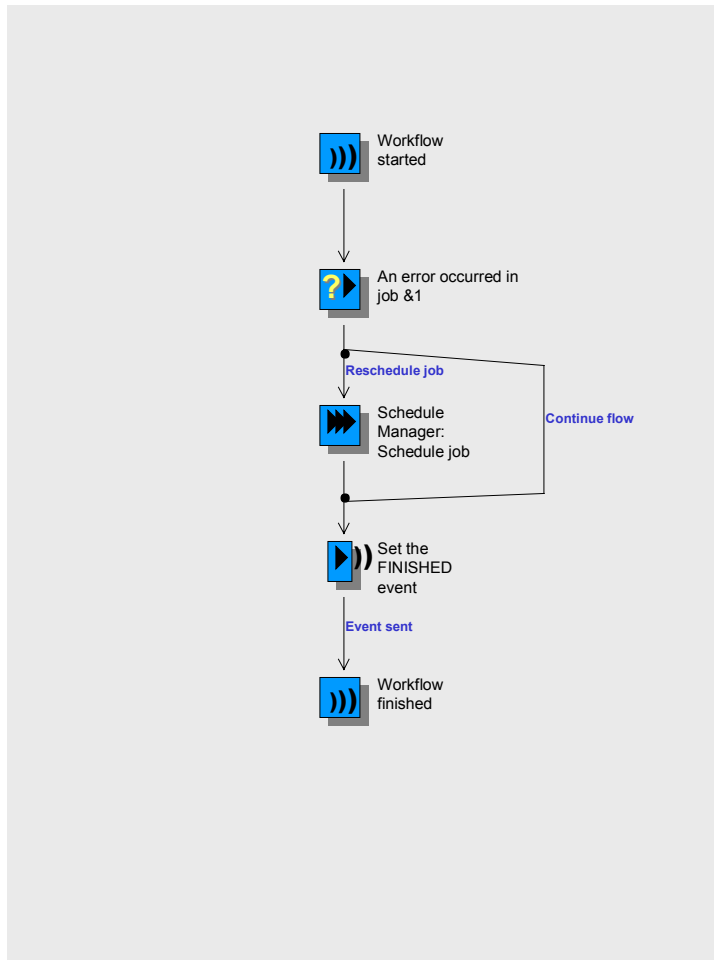 Workflow
started
An error occurred in
job &1
Reschedule job
Schedule
Manager:
Schedule job
Continue flow
Set the
FINISHED
event
Event sent
Workflow
finished